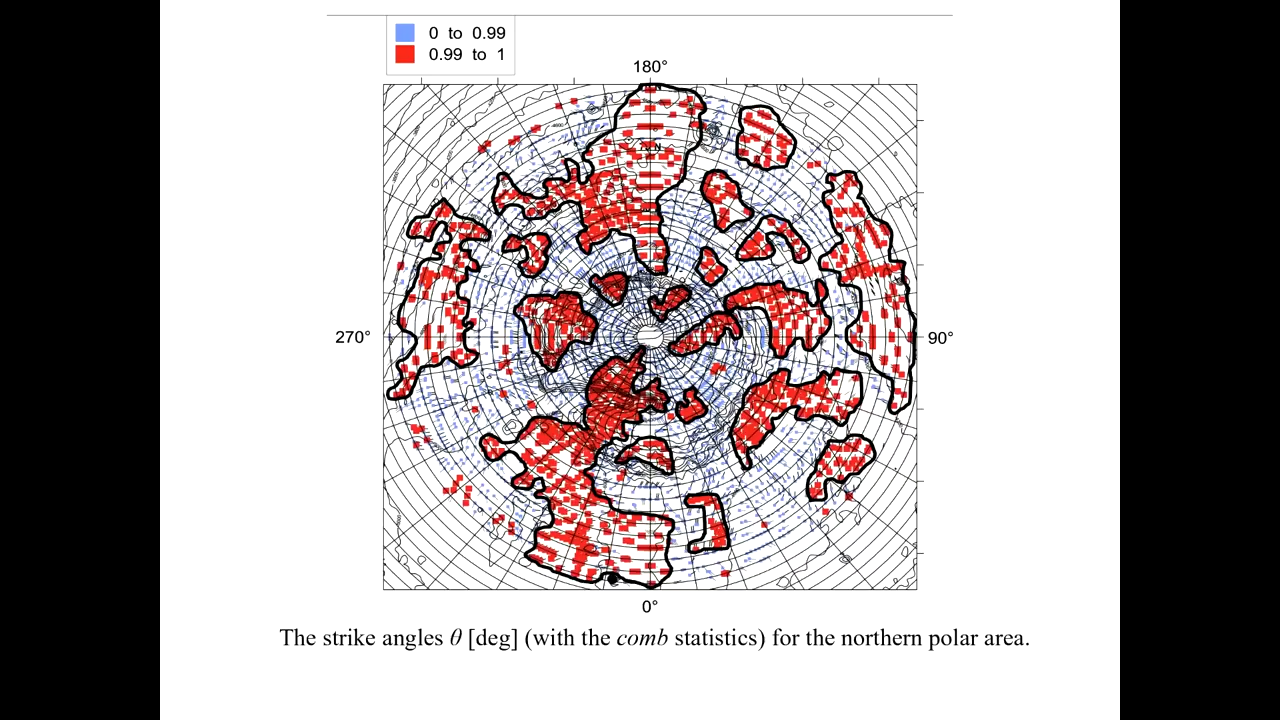 0 to 0.99
0.99 to 1
180°
N
270°
90°
0°
The strike angles θ [deg] (with the comb statistics) for the northern polar area.